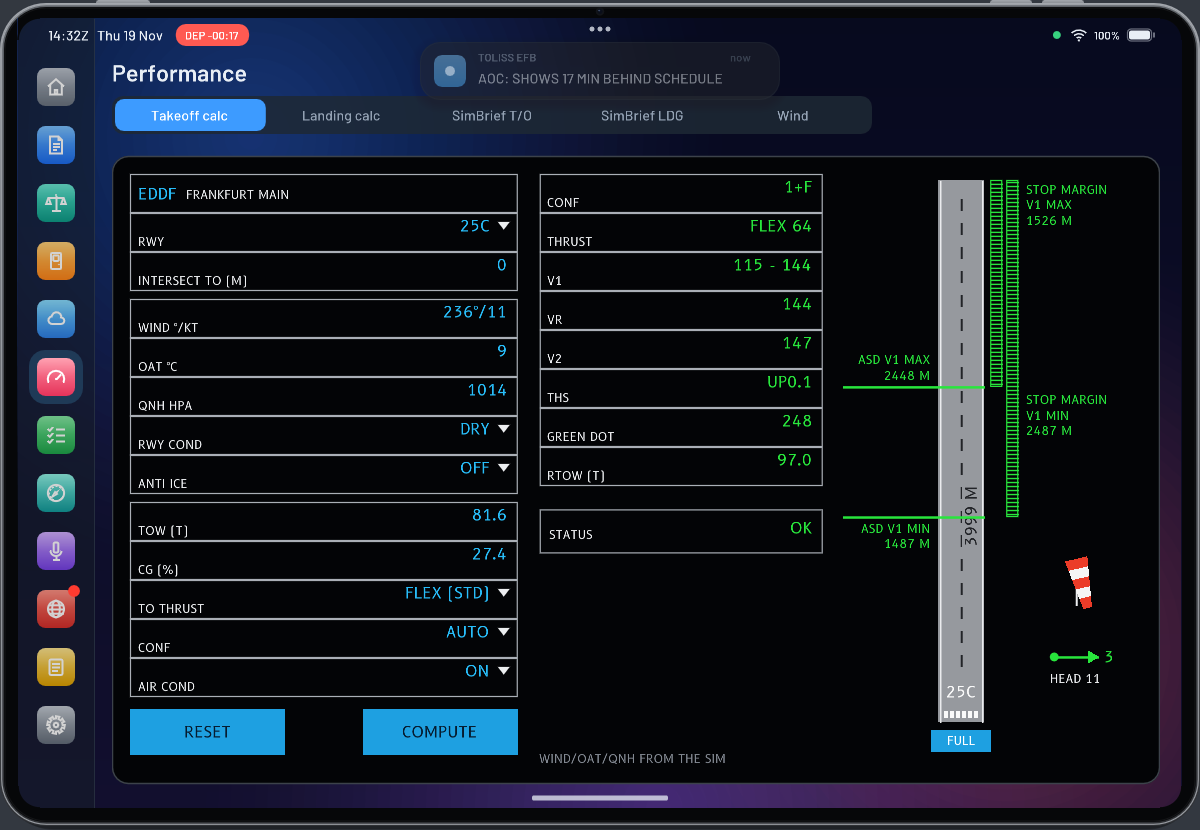 14:32Z Thu 19 Nov DEP -00:17
100%
TOLISS EFB now
AOC: SHOWS 17 MIN BEHIND SCHEDULE
Performance
Takeoff calc Landing calc SimBrief T/O SimBrief LDG Wind
EDDF FRANKFURT MAIN
RWY 25C
INTERSECT TO [M] 0
WIND °/KT 236°/11
OAT °C 9
QNH HPA 1014
RWY COND DRY
ANTI ICE OFF
TOW [T] 81.6
CG [%] 27.4
TO THRUST FLEX [STD]
CONF AUTO
AIR COND ON
RESET COMPUTE
CONF 1+F
THRUST FLEX 64
V1 115 - 144
VR 144
V2 147
THS UP0.1
GREEN DOT 248
RTOW [T] 97.0
STATUS OK
WIND/OAT/QNH FROM THE SIM
STOP MARGIN
V1 MAX
1526 M
ASD V1 MAX
2448 M
STOP MARGIN
V1 MIN
2487 M
3999 M
ASD V1 MIN
1487 M
3
HEAD 11
25C
FULL